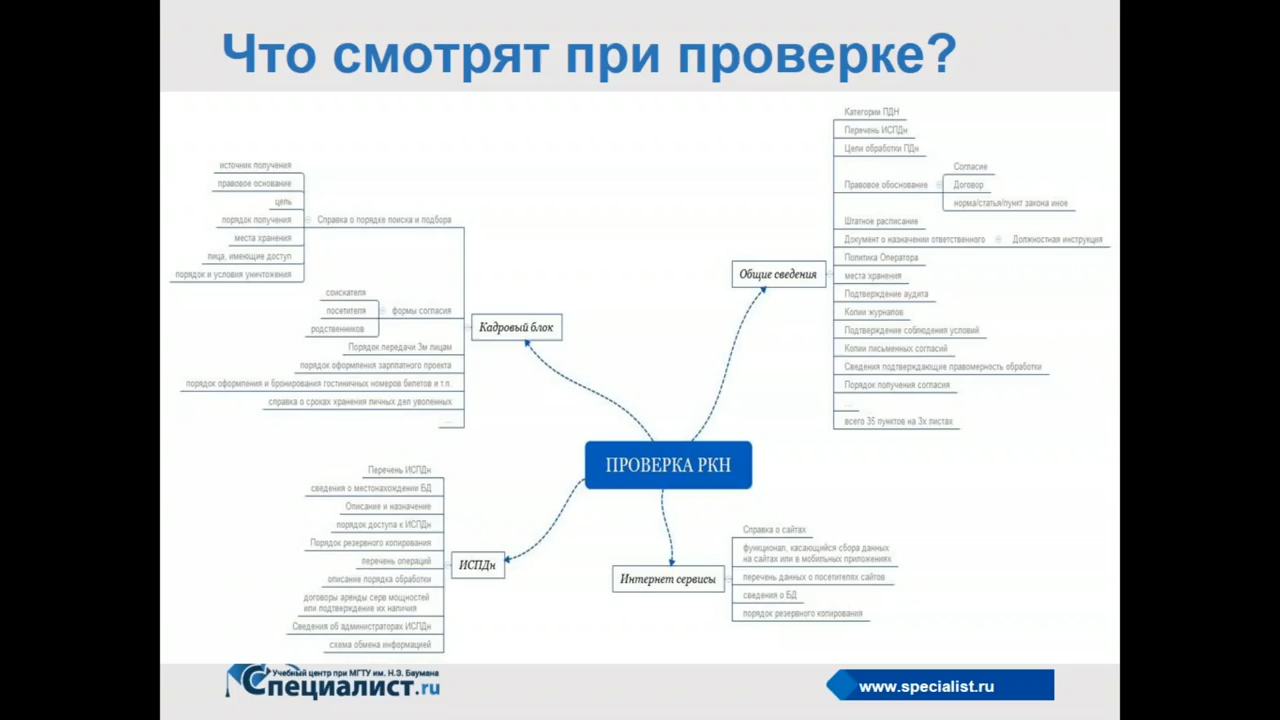 Что смотрят при проверке?
источник получения
правовое основание
цель
порядок получения
места хранения
лица, имеющие доступ
порядок и условия уничтожения
Справка о порядке поиска и подбора
соискателя
посетителя
родственников
формы согласия
Порядок передачи 3м лицам
порядок оформления зарплатного проекта
порядок оформления и бронирования гостиничных номеров билетов и т.п.
справка о сроках хранения личных дел уволенных
...
Кадровый блок
Категории ПДН
Перечень ИСПДн
Цели обработки ПДн
Правовое обоснование
Согласие
Договор
норма/статья/пункт закона иное
Штатное расписание
Документ о назначении ответственного
Должностная инструкция
Политика Оператора
места хранения
Подтверждение аудита
Копии журналов
Подтверждение соблюдения условий
Копии письменных согласий
Сведения подтверждающие правомерность обработки
Порядок получения согласия
...
всего 35 пунктов на 3х листах
Общие сведения
ПРОВЕРКА РКН
Перечень ИСПДн
сведения о местонахождении БД
Описание и назначение
порядок доступа к ИСПДн
Порядок резервного копирования
перечень операций
описание порядка обработки
договоры аренды серв мощностей
или подтверждение их наличия
Сведения об администраторах ИСПДн
схема обмена информацией
ИСПДн
Интернет сервисы
Справка о сайтах
функционал, касающийся сбора данных
на сайтах или в мобильных приложениях
перечень данных о посетителях сайтов
сведения о БД
порядок резервного копирования
Учебный центр при МГТУ им. Н.Э. Баумана
Специалист.ru
www.specialist.ru